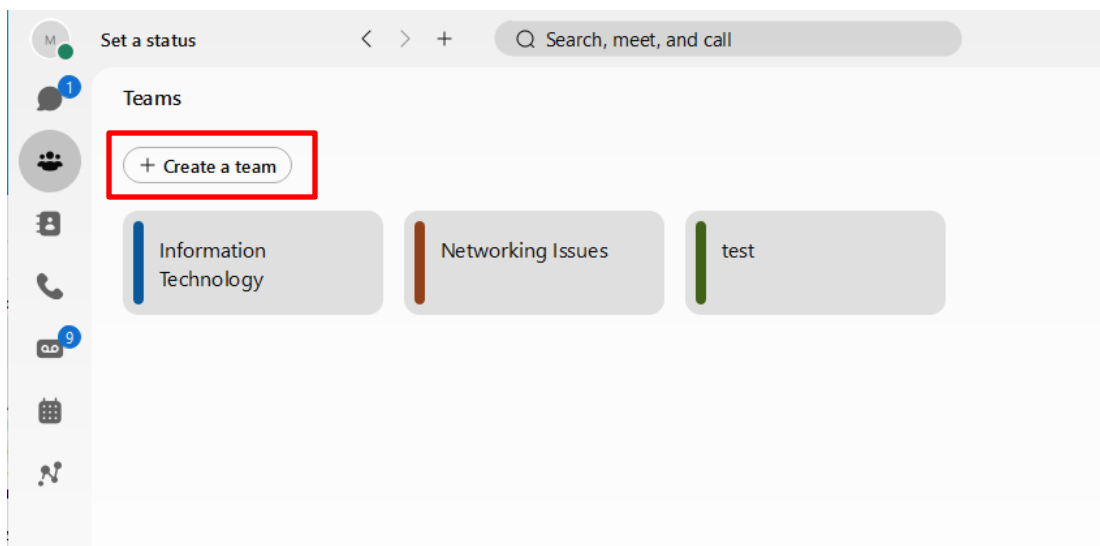 M
Set a status
Search, meet, and call
1
Teams
+ Create a team
Information
Technology
Networking Issues
test
9